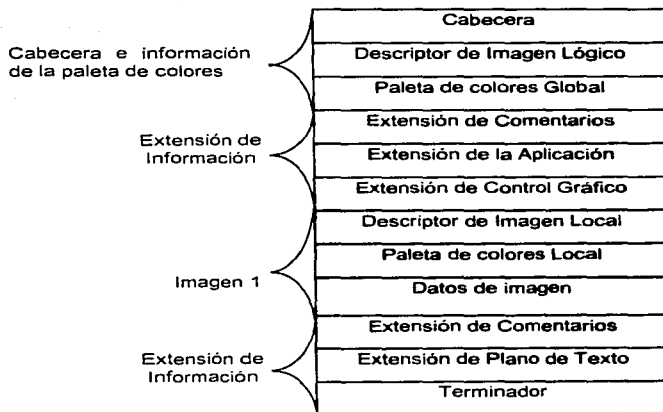 Cabecera
Cabecera e información
de la paleta de colores
Descriptor de Imagen Lógico
Paleta de colores Global
Extensión de Comentarios
Extensión de
Información
Extensión de la Aplicación
Extensión de Control Gráfico
Descriptor de Imagen Local
Paleta de colores Local
Imagen 1
Datos de imagen
Extensión de Comentarios
Extensión de
Información
Extensión de Plano de Texto
Terminador